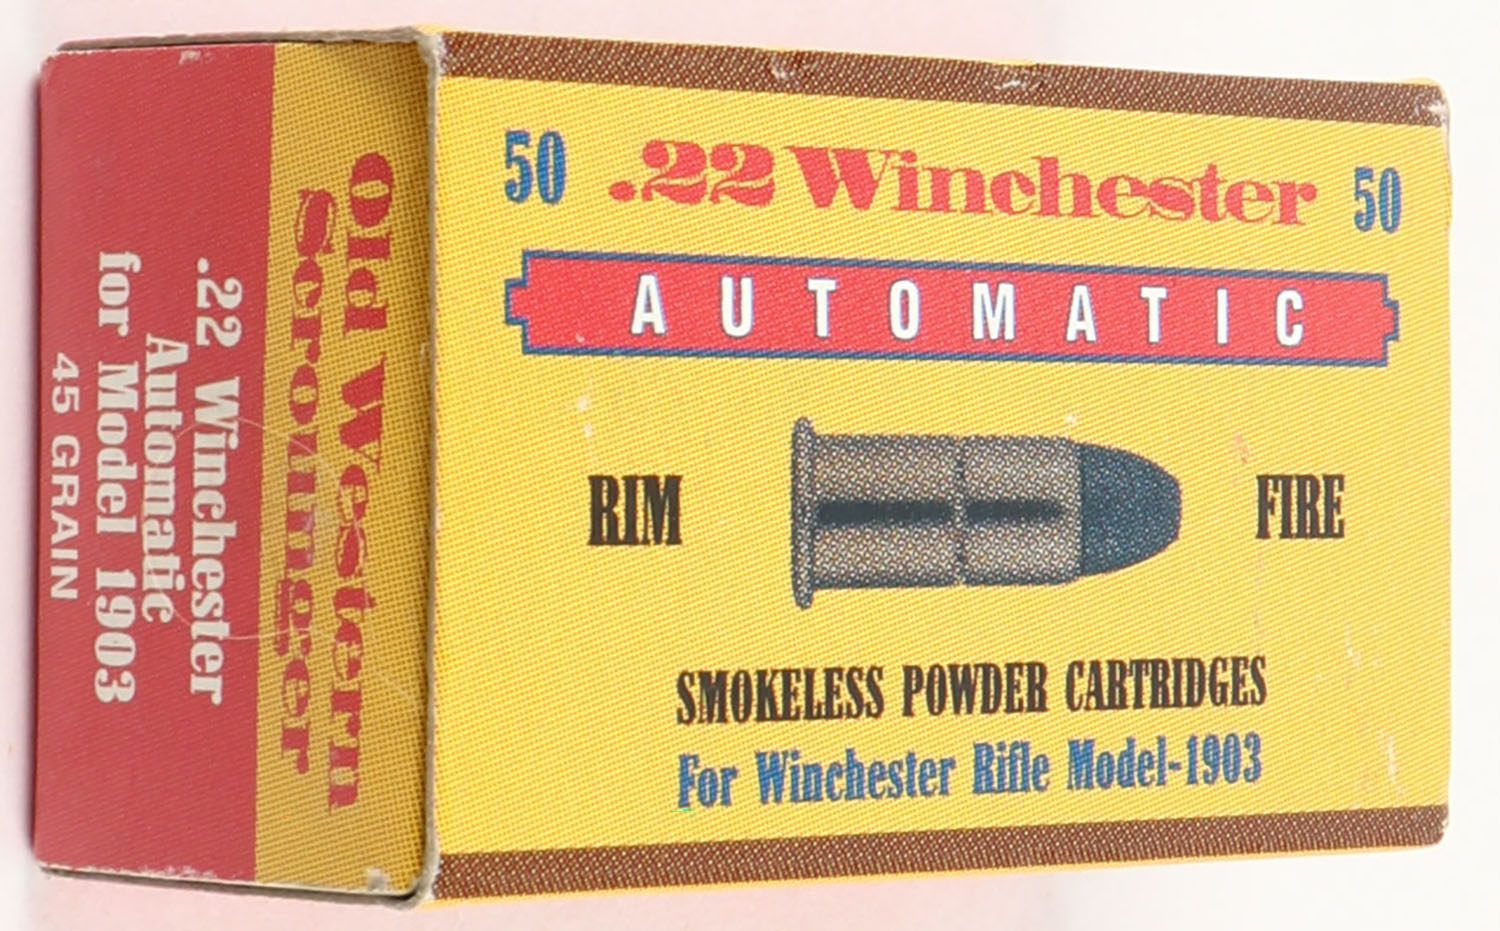 50 .22 Winchester 50
AUTOMATIC
RIM FIRE
SMOKELESS POWDER CARTRIDGES
For Winchester Rifle Model-1903
Old Western
Scrounger
.22 Winchester
Automatic
for Model 1903
45 GRAIN